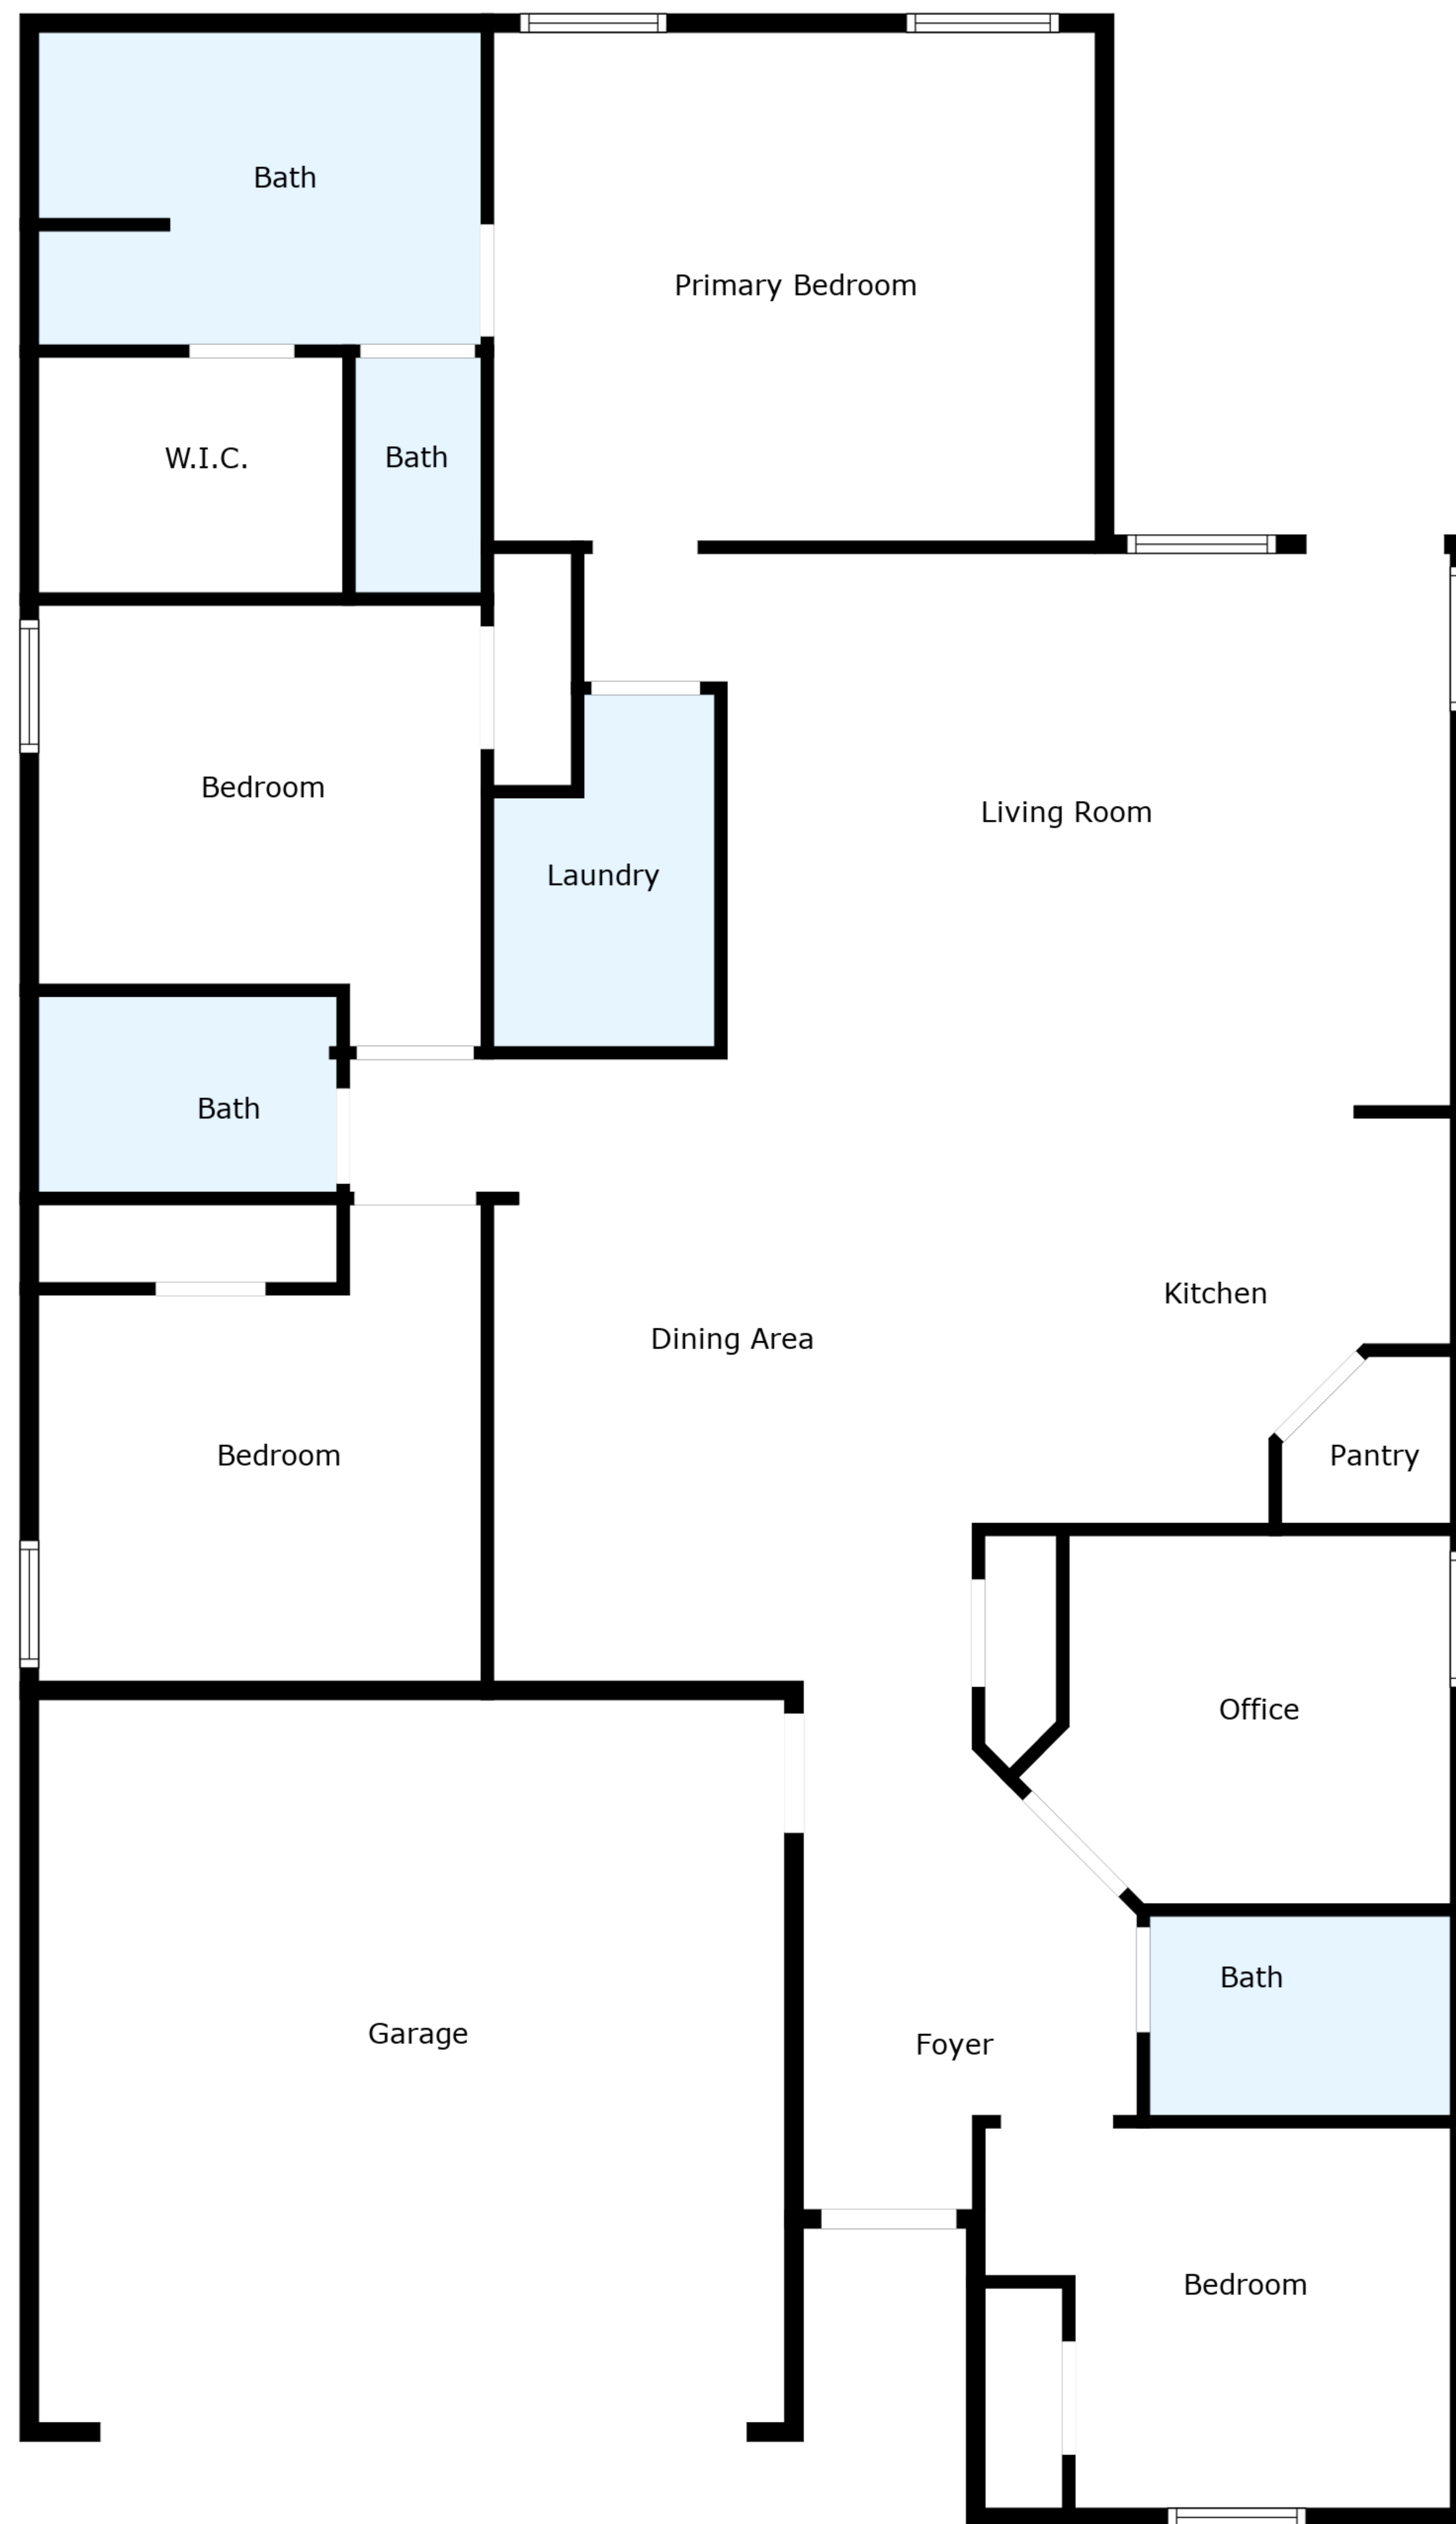 Bath
Primary Bedroom
W.I.C.
Bath
Bedroom
Living Room
Laundry
Bath
Kitchen
Dining Area
Bedroom
Pantry
Office
Bath
Garage
Foyer
Bedroom